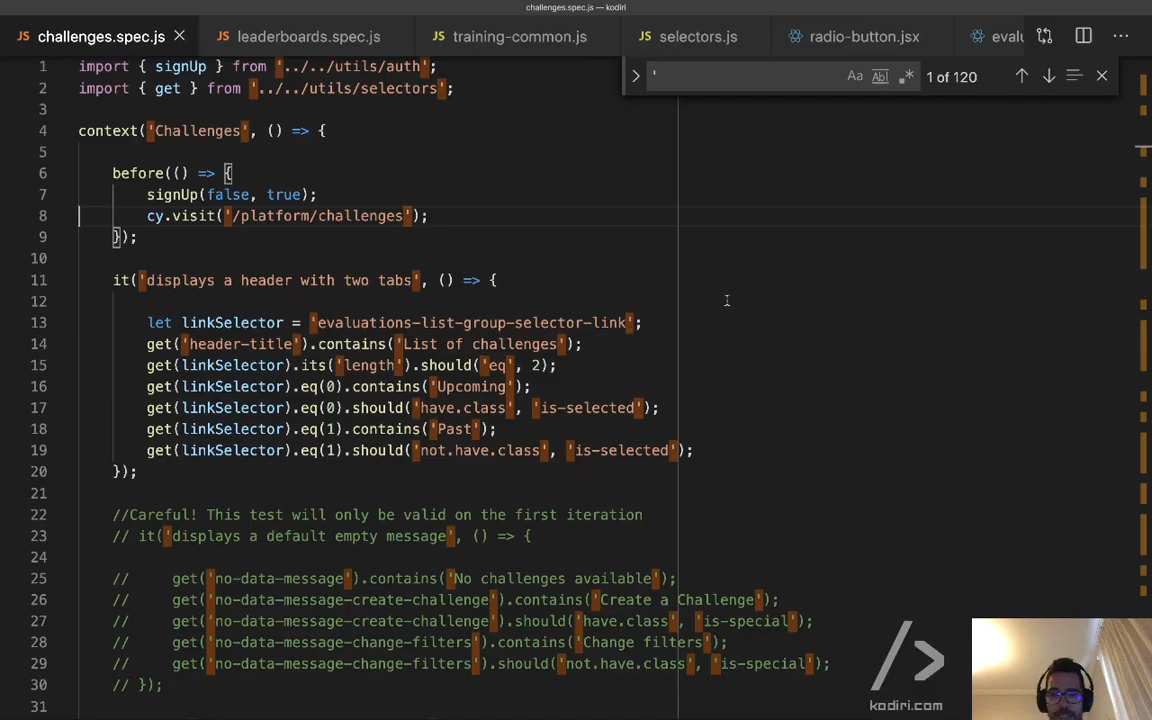 challenges.spec.js — kodiri
JS challenges.spec.js JS leaderboards.spec.js JS training-common.js JS selectors.js radio-button.jsx evalu
' Aa Abl .* 1 of 120
1 import { signUp } from '../../utils/auth';
2 import { get } from '../../utils/selectors';
3
4 context('Challenges', () => {
5
6 before(() => {
7 signUp(false, true);
8 cy.visit('/platform/challenges');
9 });
10
11 it('displays a header with two tabs', () => {
12
13 let linkSelector = 'evaluations-list-group-selector-link';
14 get('header-title').contains('List of challenges');
15 get(linkSelector).its('length').should('eq', 2);
16 get(linkSelector).eq(0).contains('Upcoming');
17 get(linkSelector).eq(0).should('have.class', 'is-selected');
18 get(linkSelector).eq(1).contains('Past');
19 get(linkSelector).eq(1).should('not.have.class', 'is-selected');
20 });
21
22 //Careful! This test will only be valid on the first iteration
23 // it('displays a default empty message', () => {
24
25 // get('no-data-message').contains('No challenges available');
26 // get('no-data-message-create-challenge').contains('Create a Challenge');
27 // get('no-data-message-create-challenge').should('have.class', 'is-special');
28 // get('no-data-message-change-filters').contains('Change filters');
29 // get('no-data-message-change-filters').should('not.have.class', 'is-special');
30 // });
31
kodiri.com